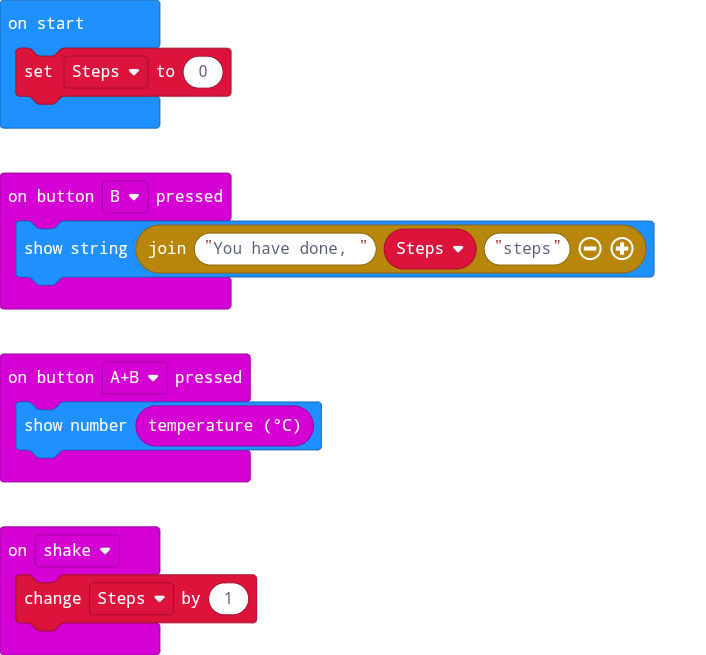 on start
set Steps to 0
on button B pressed
show string join "You have done, " Steps "steps"
on button A+B pressed
show number temperature (°C)
on shake
change Steps by 1